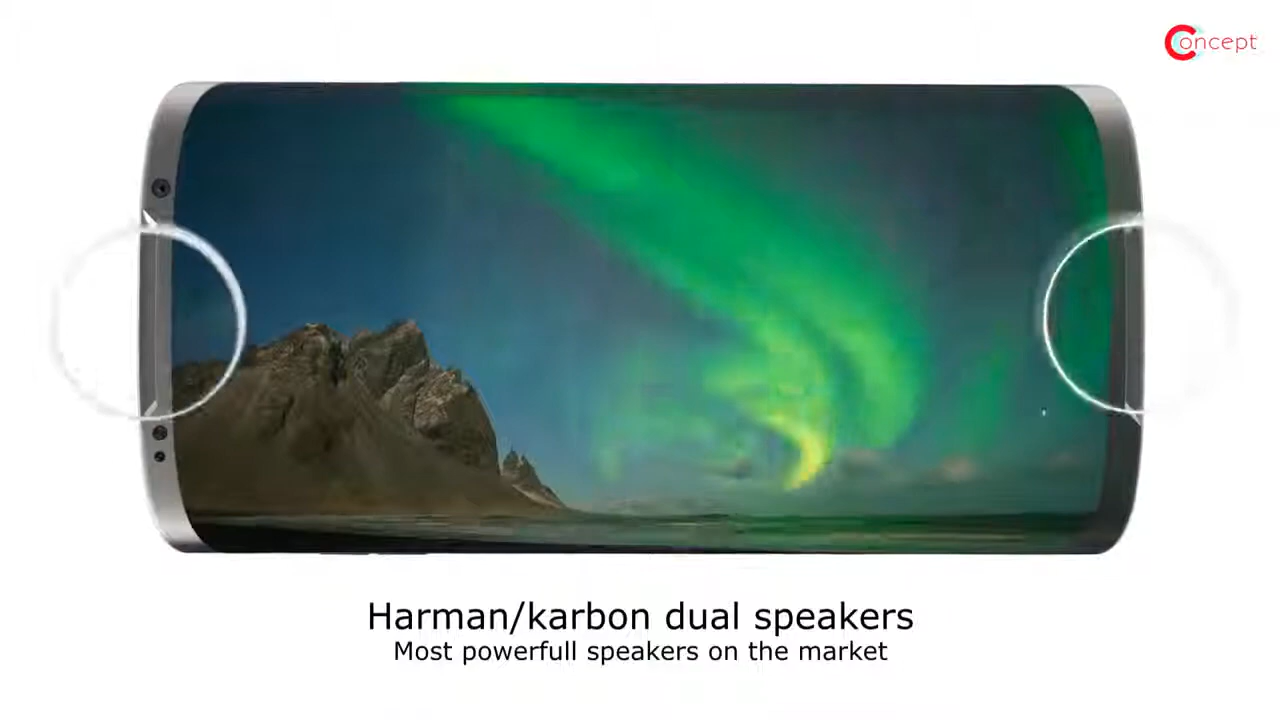 Concept
Harman/karbon dual speakers
Most powerfull speakers on the market